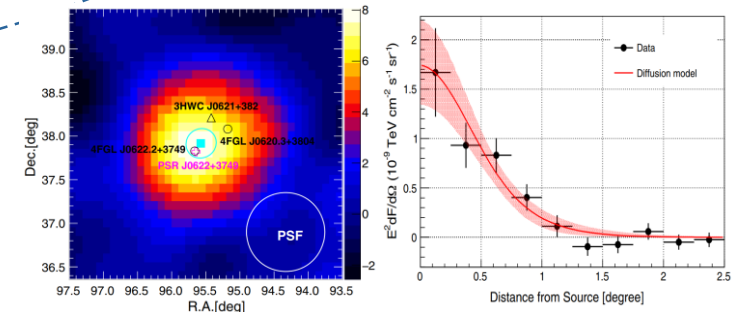 39.0
38.5
38.0
37.5
37.0
36.5
Dec.[deg]
3HWC J0621+382
4FGL J0622.2+3749
4FGL J0620.3+3804
PSR J0622+3749
PSF
97.5 97.0 96.5 96.0 95.5 95.0 94.5 94.0 93.5
R.A.[deg]
8
6
4
2
0
−2
E²dF/dΩ (10⁻⁹ TeV cm⁻² s⁻¹ sr⁻¹)
2
1.5
1
0.5
0
Data
Diffusion model
0 0.5 1 1.5 2 2.5
Distance from Source [degree]